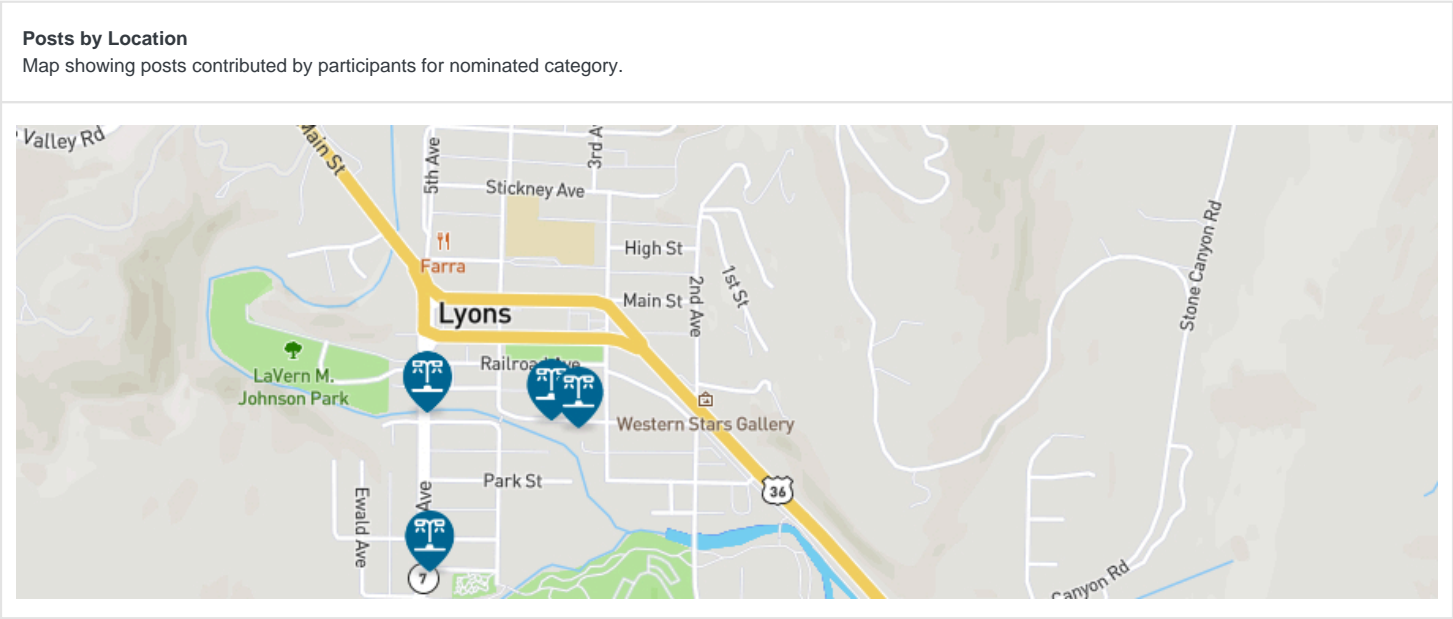 Posts by Location
Map showing posts contributed by participants for nominated category.
Valley Rd
Main St
5th Ave
3rd A
Stickney Ave
High St
Farra
1st St
2nd Ave
Main St
Lyons
Stone Canyon Rd
Railroad Ave
LaVern M.
Johnson Park
Western Stars Gallery
Park St
36
Ewald Ave
Ave
7
Canyon Rd